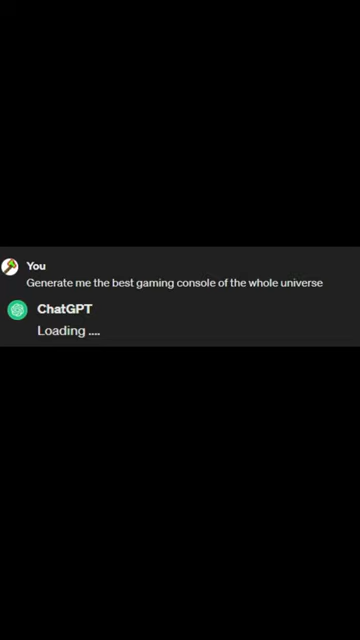 You
Generate me the best gaming console of the whole universe
ChatGPT
Loading ....